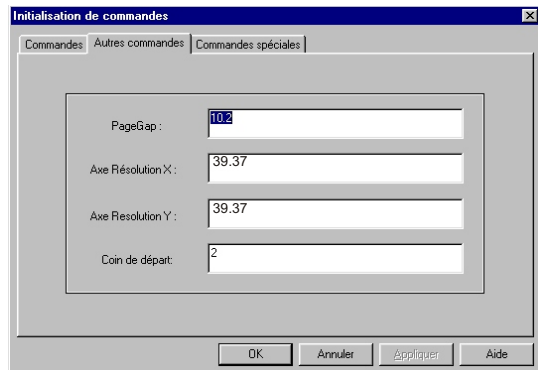 Initialisation de commandes
Commandes Autres commandes Commandes spéciales
PageGap : 10.2
Axe Résolution X : 39.37
Axe Resolution Y : 39.37
Coin de départ: 2
OK Annuler Appliquer Aide